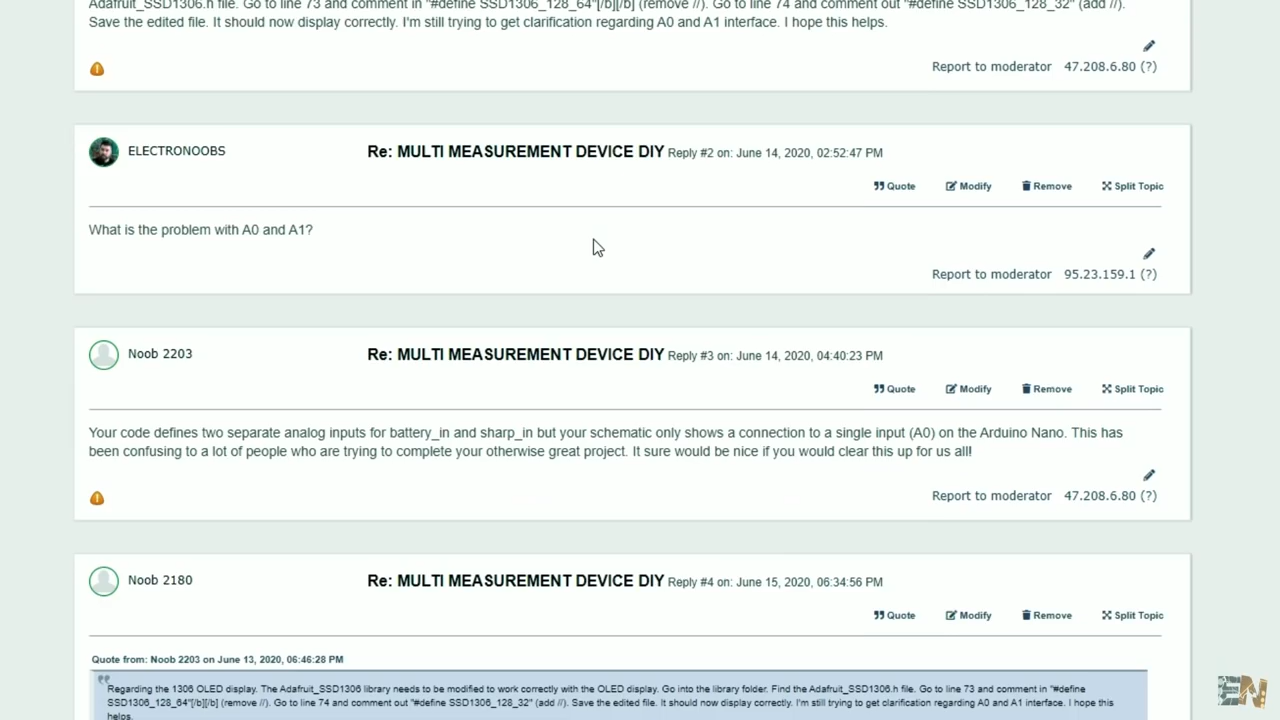 Adafruit_SSD1306.h file. Go to line 73 and comment in "#define SSD1306_128_64"[/b][/b] (remove //). Go to line 74 and comment out "#define SSD1306_128_32" (add //).
Save the edited file. It should now display correctly. I'm still trying to get clarification regarding A0 and A1 interface. I hope this helps.
Report to moderator 47.208.6.80 (?)
ELECTRONOOBS
Re: MULTI MEASUREMENT DEVICE DIY Reply #2 on: June 14, 2020, 02:52:47 PM
Quote Modify Remove Split Topic
What is the problem with A0 and A1?
Report to moderator 95.23.159.1 (?)
Noob 2203
Re: MULTI MEASUREMENT DEVICE DIY Reply #3 on: June 14, 2020, 04:40:23 PM
Quote Modify Remove Split Topic
Your code defines two separate analog inputs for battery_in and sharp_in but your schematic only shows a connection to a single input (A0) on the Arduino Nano. This has
been confusing to a lot of people who are trying to complete your otherwise great project. It sure would be nice if you would clear this up for us all!
Report to moderator 47.208.6.80 (?)
Noob 2180
Re: MULTI MEASUREMENT DEVICE DIY Reply #4 on: June 15, 2020, 06:34:56 PM
Quote Modify Remove Split Topic
Quote from: Noob 2203 on June 13, 2020, 06:46:28 PM
Regarding the 1306 OLED display. The Adafruit_SSD1306 library needs to be modified to work correctly with the OLED display. Go into the library folder. Find the Adafruit_SSD1306.h file. Go to line 73 and comment in "#define
SSD1306_128_64"[/b][/b] (remove //). Go to line 74 and comment out "#define SSD1306_128_32" (add //). Save the edited file. It should now display correctly. I'm still trying to get clarification regarding A0 and A1 interface. I hope this
helps.
EN